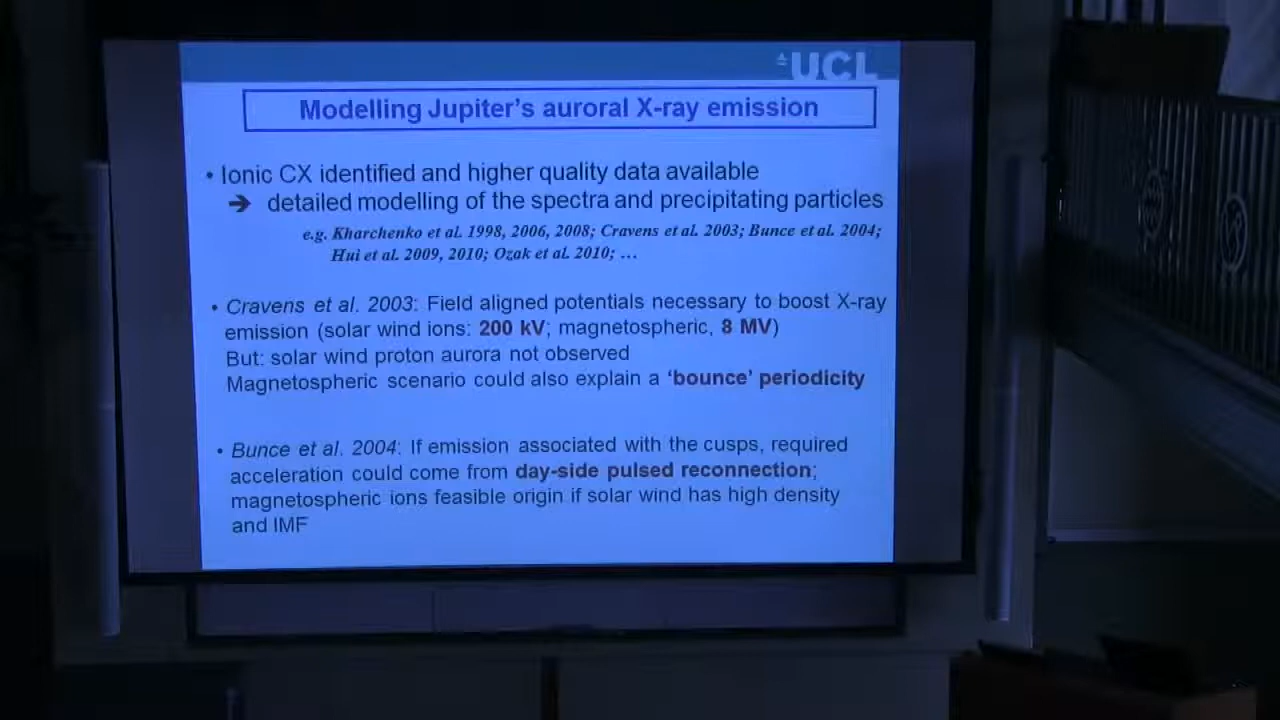 UCL
Modelling Jupiter's auroral X-ray emission
• Ionic CX identified and higher quality data available
➔ detailed modelling of the spectra and precipitating particles
e.g. Kharchenko et al. 1998, 2006, 2008; Cravens et al. 2003; Bunce et al. 2004;
Hui et al. 2009, 2010; Ozak et al. 2010; …
• Cravens et al. 2003: Field aligned potentials necessary to boost X-ray
emission (solar wind ions: 200 kV; magnetospheric, 8 MV)
But: solar wind proton aurora not observed
Magnetospheric scenario could also explain a 'bounce' periodicity
• Bunce et al. 2004: If emission associated with the cusps, required
acceleration could come from day-side pulsed reconnection;
magnetospheric ions feasible origin if solar wind has high density
and IMF